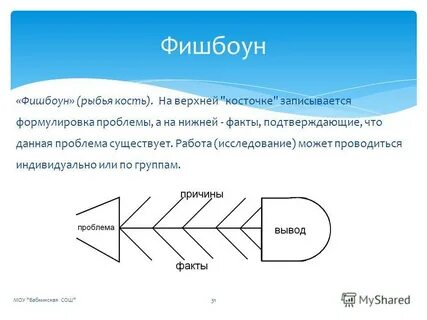 Фишбоун
«Фишбоун» (рыбья кость). На верхней "косточке" записывается
формулировка проблемы, а на нижней - факты, подтверждающие, что
данная проблема существует. Работа (исследование) может проводиться
индивидуально или по группам.
причины
проблема
вывод
факты
МОУ "Бабминская СОШ"
31
MyShared